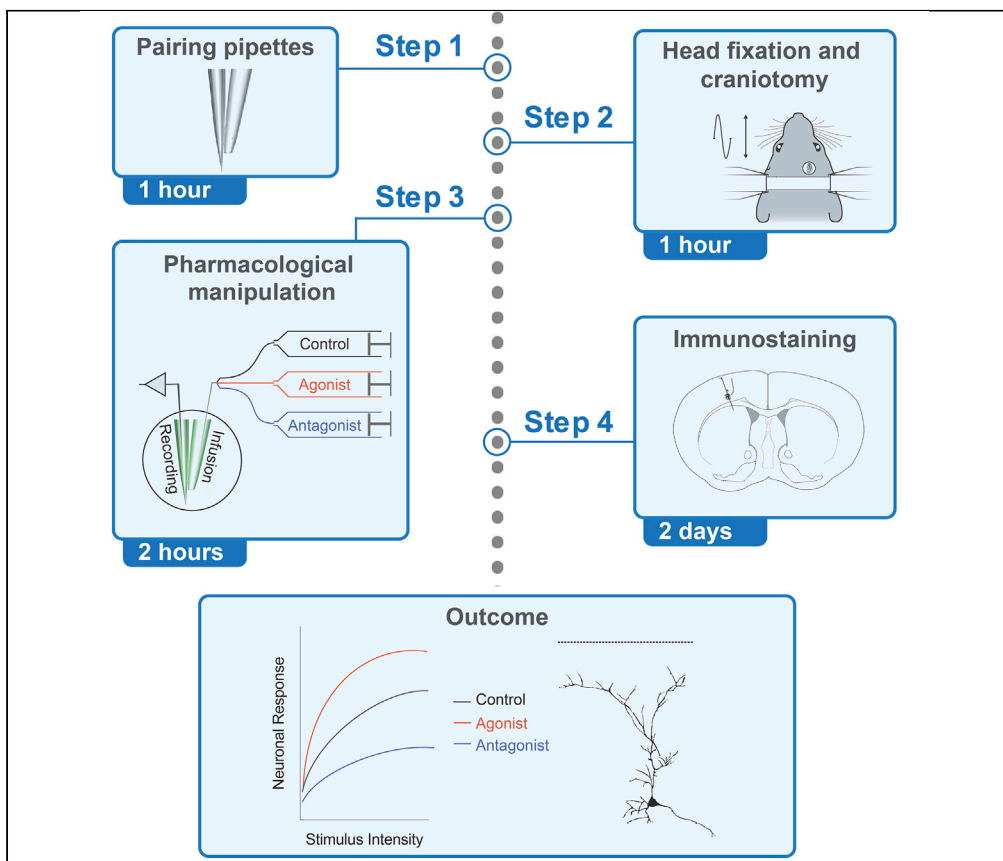 Pairing pipettes
1 hour
Step 1
Step 2
Head fixation and
craniotomy
1 hour
Step 3
Pharmacological
manipulation
Control
Agonist
Antagonist
Recording
Infusion
2 hours
Step 4
Immunostaining
2 days
Outcome
Neuronal Response
Stimulus Intensity
Control
Agonist
Antagonist